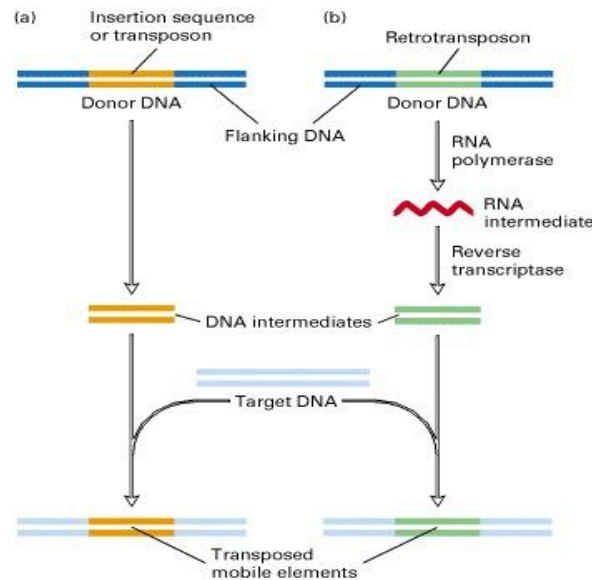 (a)
Insertion sequence
or transposon
(b)
Retrotransposon
Donor DNA
Donor DNA
Flanking DNA
RNA
polymerase
RNA
intermediate
Reverse
transcriptase
DNA intermediates
Target DNA
Transposed
mobile elements